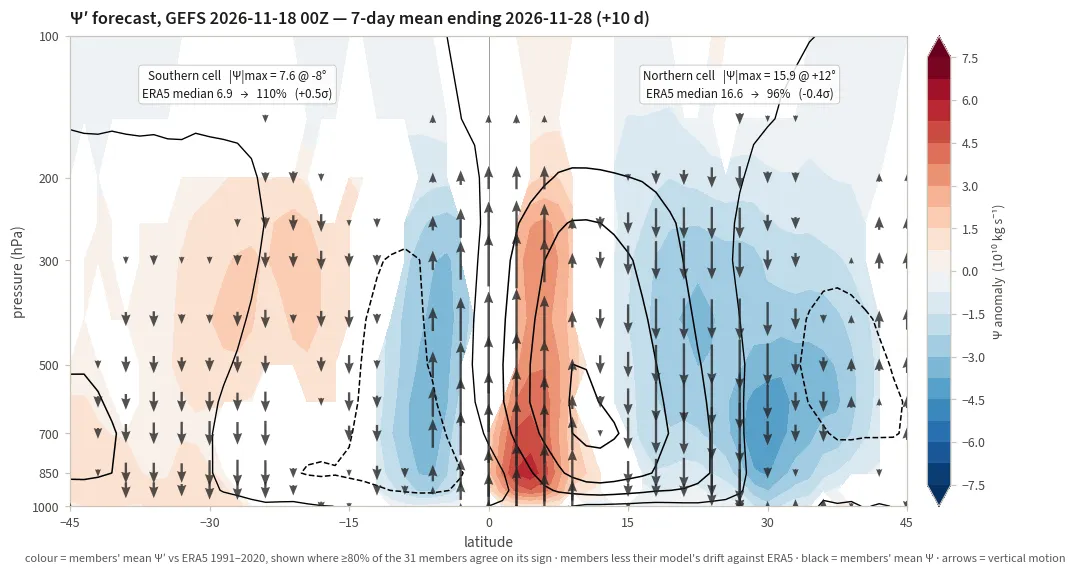 Ψ′ forecast, GEFS 2026-11-18 00Z — 7-day mean ending 2026-11-28 (+10 d)
Southern cell |Ψ|max = 7.6 @ -8°
ERA5 median 6.9 → 110% (+0.5σ)
Northern cell |Ψ|max = 15.9 @ +12°
ERA5 median 16.6 → 96% (-0.4σ)
pressure (hPa)
100
200
300
400
500
700
850
1000
−45
−30
−15
0
15
30
45
latitude
7.5
6.0
4.5
3.0
1.5
0.0
−1.5
−3.0
−4.5
−6.0
−7.5
Ψ anomaly (10¹⁰ kg s⁻¹)
colour = members' mean Ψ′ vs ERA5 1991–2020, shown where ≥80% of the 31 members agree on its sign · members less their model's drift against ERA5 · black = members' mean Ψ · arrows = vertical motion